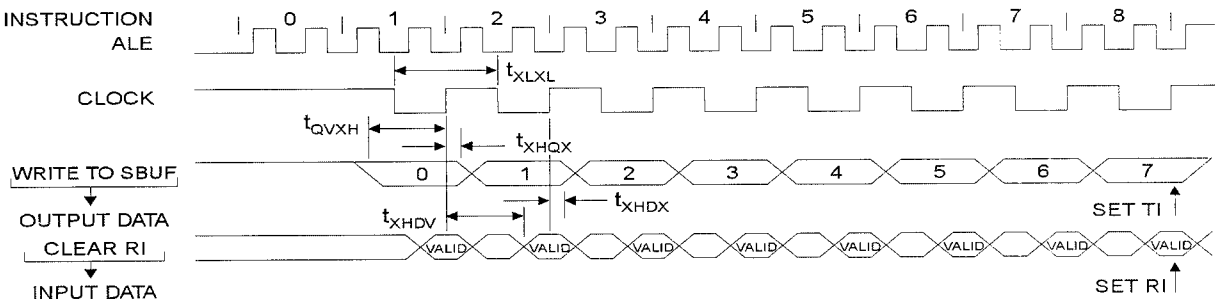 INSTRUCTION 0 1 2 3 4 5 6 7 8
ALE
tXLXL
CLOCK
tQVXH
tXHQX
WRITE TO SBUF 0 1 2 3 4 5 6 7
OUTPUT DATA tXHDV tXHDX SET TI
CLEAR RI VALID VALID VALID VALID VALID VALID VALID VALID
INPUT DATA SET RI